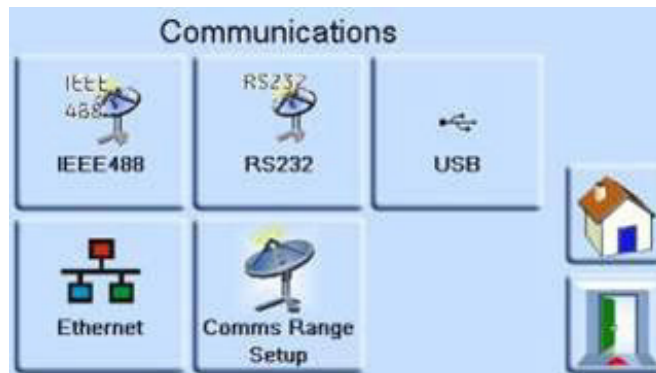 Communications
IEEE
488
RS232
IEEE488
RS232
USB
Ethernet
Comms Range
Setup